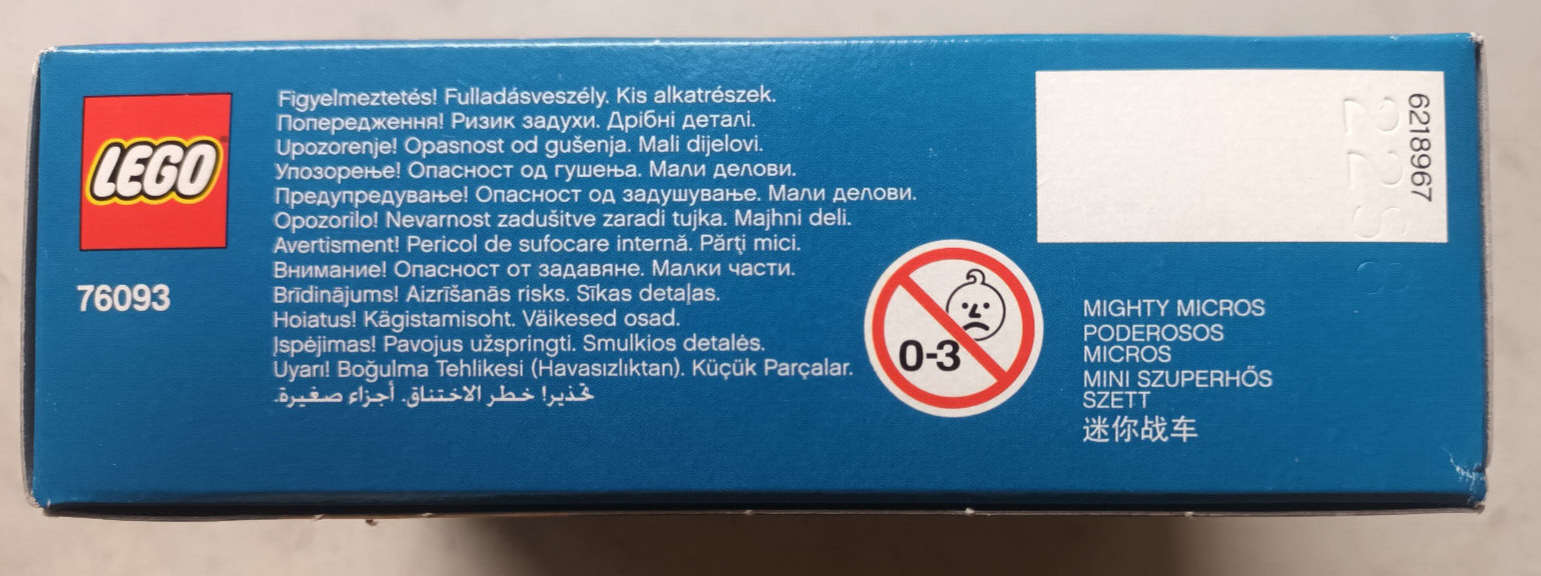 LEGO
76093
Figyelmeztetés! Fulladásveszély. Kis alkatrészek.
Попередження! Ризик задухи. Дрібні деталі.
Upozorenje! Opasnost od gušenja. Mali dijelovi.
Упозорење! Опасност од гушења. Мали делови.
Предупредување! Опасност од задушување. Мали делови.
Opozorilo! Nevarnost zadušitve zaradi tujka. Majhni deli.
Avertisment! Pericol de sufocare internă. Părţi mici.
Внимание! Опасност от задавяне. Малки части.
Brīdinājums! Aizrīšanās risks. Sīkas detaļas.
Hoiatus! Kägistamisoht. Väikesed osad.
Įspėjimas! Pavojus užspringti. Smulkios detalės.
Uyarı! Boğulma Tehlikesi (Havasızlıktan). Küçük Parçalar.
تحذير! خطر الاختناق. أجزاء صغيرة.
0-3
6218967
MIGHTY MICROS
PODEROSOS
MICROS
MINI SZUPERHŐS
SZETT
迷你战车